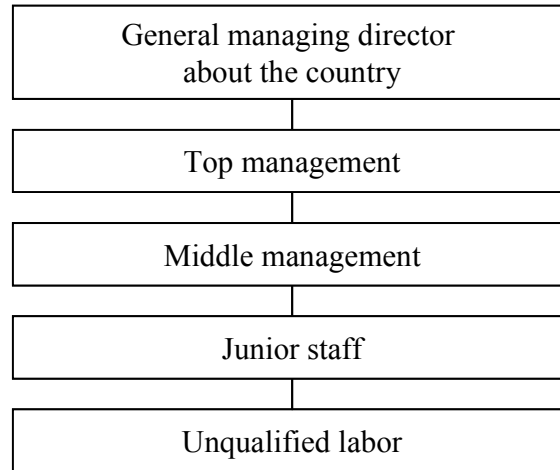 General managing director
about the country
Top management
Middle management
Junior staff
Unqualified labor